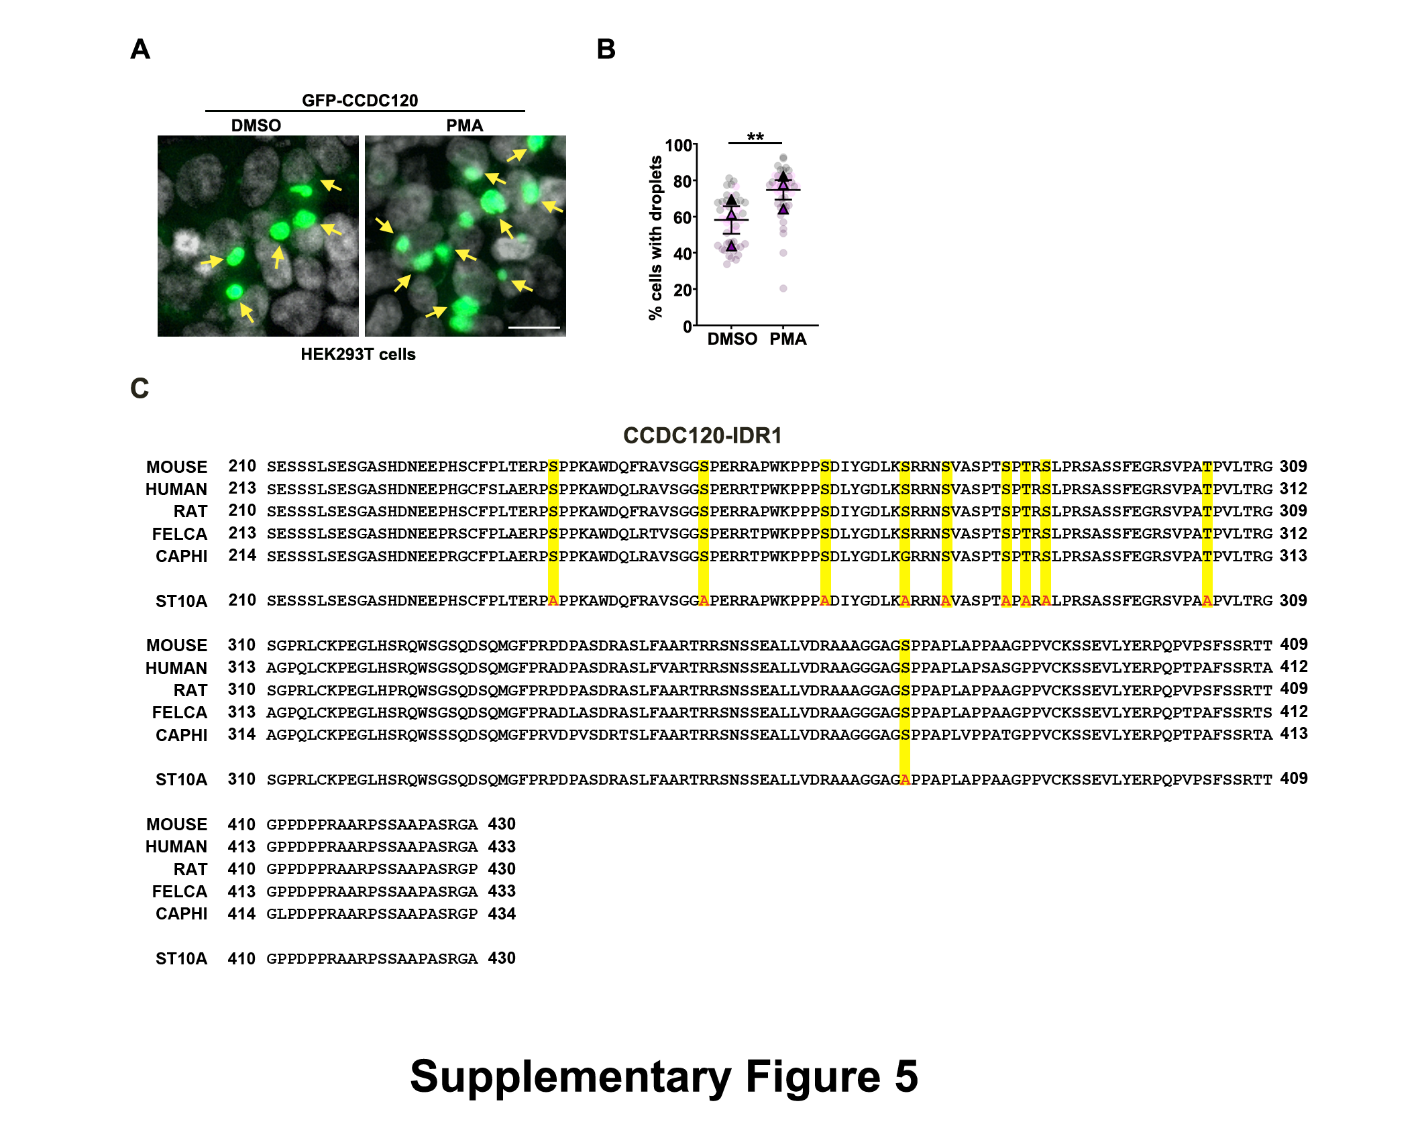 A
B
GFP-CCDC120
DMSO
PMA
HEK293T cells
**
% cells with droplets
100
80
60
40
20
0
DMSO PMA
C
CCDC120-IDR1
MOUSE 210 SESSSLSESGASHDNEEPHSCFPLTERPSPPKAWDQFRAVSGGSPERRAPWKPPPSDIYGDLKSRRNSVASPTSPTRSLPRSASSFEGRSVPATPVLTRG 309
HUMAN 213 SESSSLSESGASHDNEEPHGCFSLAERPSPPKAWDQLRAVSGGSPERRTPWKPPPSDLYGDLKSRRNSVASPTSPTRSLPRSASSFEGRSVPATPVLTRG 312
RAT 210 SESSSLSESGASHDNEEPHSCFPLTERPSPPKAWDQFRAVSGGSPERRAPWKPPPSDIYGDLKSRRNSVASPTSPTRSLPRSASSFEGRSVPATPVLTRG 309
FELCA 213 SESSSLSESGASHDNEEPRSCFPLAERPSPPKAWDQLRTVSGGSPERRTPWKPPPSDLYGDLKSRRNSVASPTSPTRSLPRSASSFEGRSVPATPVLTRG 312
CAPHI 214 SESSSLSESGASHDNEEPRGCFPLAERPSPPKAWDQLRAVSGGSPERRTPWKPPPSDLYGDLKGRRNSVASPTSPTRSLPRSASSFEGRSVPATPVLTRG 313
ST10A 210 SESSSLSESGASHDNEEPHSCFPLTERPAPPKAWDQFRAVSGGAPERRAPWKPPPADIYGDLKARRNAVASPTAPARALPRSASSFEGRSVPAAPVLTRG 309
MOUSE 310 SGPRLCKPEGLHSRQWSGSQDSQMGFPRPDPASDRASLFAARTRRSNSSEALLVDRAAAGGAGSPPAPLAPPAAGPPVCKSSEVLYERPQPVPSFSSRTT 409
HUMAN 313 AGPQLCKPEGLHSRQWSGSQDSQMGFPRADPASDRASLFVARTRRSNSSEALLVDRAAGGGAGSPPAPLAPSASGPPVCKSSEVLYERPQPTPAFSSRTA 412
RAT 310 SGPRLCKPEGLHPRQWSGSQDSQMGFPRPDPASDRASLFAARTRRSNSSEALLVDRAAAGGAGSPPAPLAPPAAGPPVCKSSEVLYERPQPVPSFSSRTT 409
FELCA 313 AGPQLCKPEGLHSRQWSGSQDSQMGFPRADLASDRASLFAARTRRSNSSEALLVDRAAGGGAGSPPAPLAPPAAGPPVCKSSEVLYERPQPTPAFSSRTS 412
CAPHI 314 AGPQLCKPEGLHSRQWSSSQDSQMGFPRVDPVSDRTSLFAARTRRSNSSEALLVDRAAGGGAGSPPAPLVPPATGPPVCKSSEVLYERPQPTPAFSSRTA 413
ST10A 310 SGPRLCKPEGLHSRQWSGSQDSQMGFPRPDPASDRASLFAARTRRSNSSEALLVDRAAAGGAGAPPAPLAPPAAGPPVCKSSEVLYERPQPVPSFSSRTT 409
MOUSE 410 GPPDPPRAARPSSAAPASRGA 430
HUMAN 413 GPPDPPRAARPSSAAPASRGA 433
RAT 410 GPPDPPRAARPSSAAPASRGP 430
FELCA 413 GPPDPPRAARPSSAAPASRGA 433
CAPHI 414 GLPDPPRAARPSSAAPASRGP 434
ST10A 410 GPPDPPRAARPSSAAPASRGA 430
Supplementary Figure 5